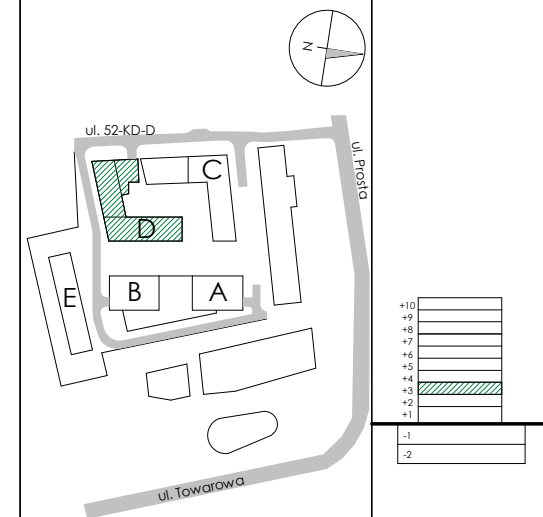 N
ul. 52-KD-D
C
ul. Prosta
D
E
B
A
+10
+9
+8
+7
+6
+5
+4
+3
+2
+1
-1
-2
ul. Towarowa